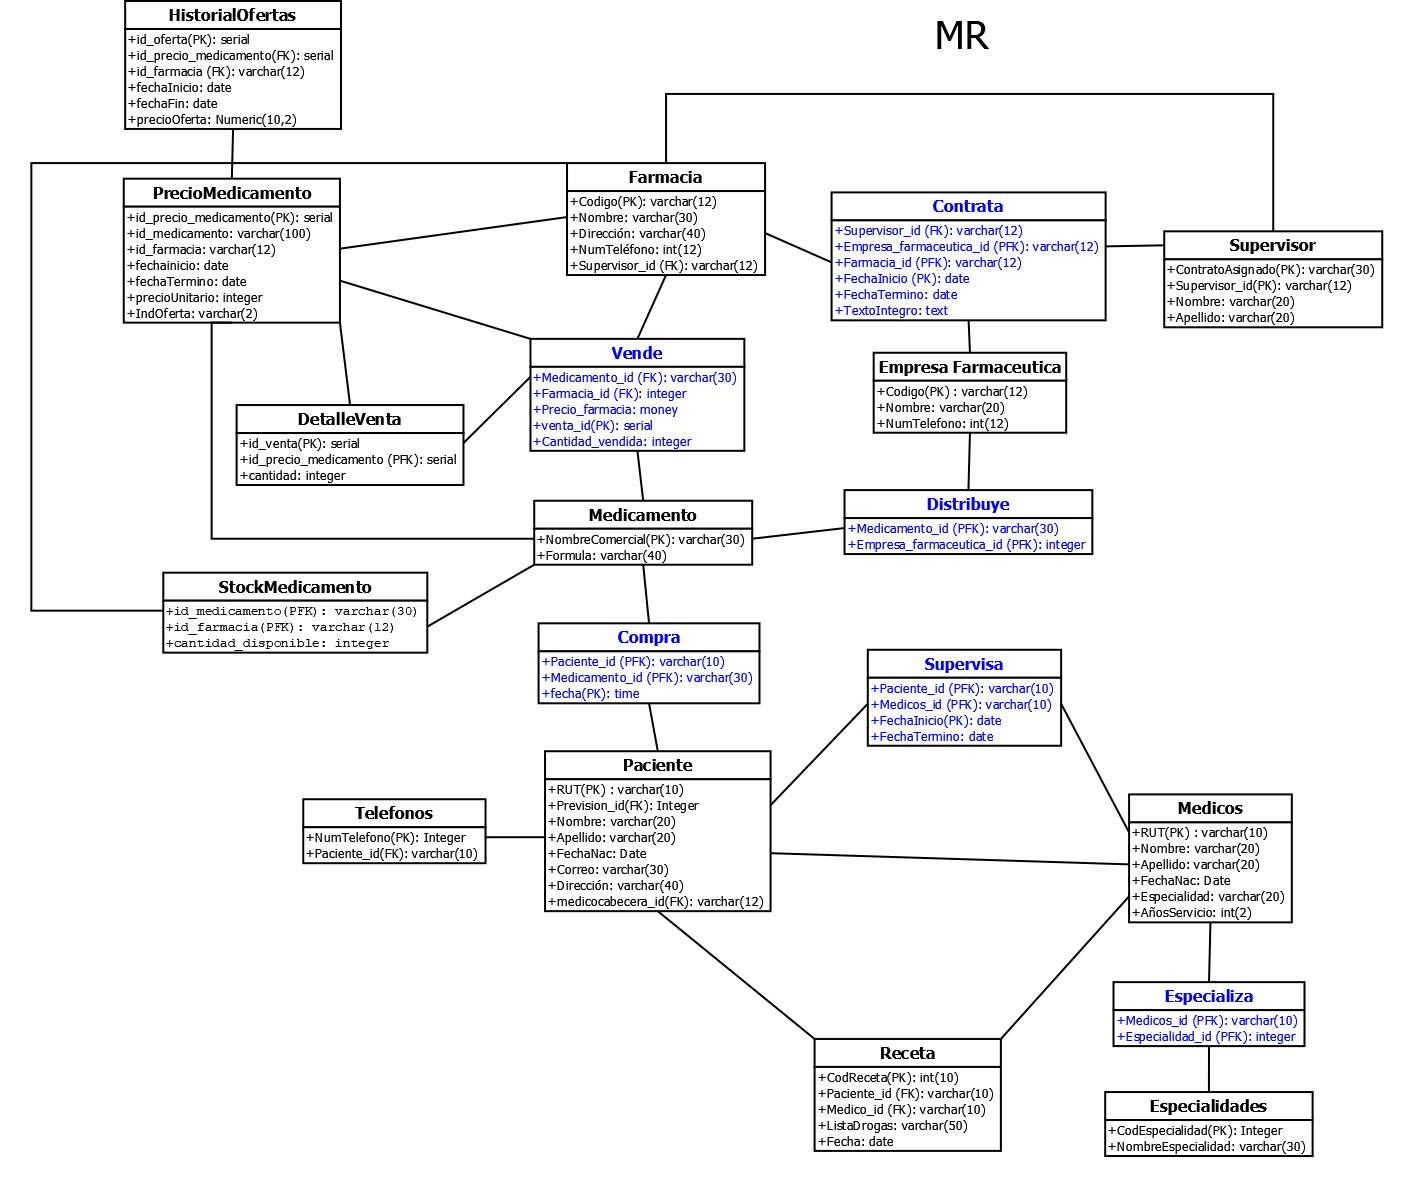 MR
HistorialOfertas
+id_oferta(PK): serial
+id_precio_medicamento(FK): serial
+id_farmacia (FK): varchar(12)
+fechaInicio: date
+fechaFin: date
+precioOferta: Numeric(10,2)
PrecioMedicamento
+id_precio_medicamento(PK): serial
+id_medicamento: varchar(100)
+id_farmacia: varchar(12)
+fechainicio: date
+fechaTermino: date
+precioUnitario: integer
+IndOferta: varchar(2)
Farmacia
+Codigo(PK): varchar(12)
+Nombre: varchar(30)
+Dirección: varchar(40)
+NumTeléfono: int(12)
+Supervisor_id (FK): varchar(12)
Contrata
+Supervisor_id (FK): varchar(12)
+Empresa_farmaceutica_id (PFK): varchar(12)
+Farmacia_id (PFK): varchar(12)
+FechaInicio (PK): date
+FechaTermino: date
+TextoIntegro: text
Supervisor
+ContratoAsignado(PK): varchar(30)
+Supervisor_id(PK): varchar(12)
+Nombre: varchar(20)
+Apellido: varchar(20)
Vende
+Medicamento_id (FK): varchar(30)
+Farmacia_id (FK): integer
+Precio_farmacia: money
+venta_id(PK): serial
+Cantidad_vendida: integer
Empresa Farmaceutica
+Codigo(PK) : varchar(12)
+Nombre: varchar(20)
+NumTelefono: int(12)
DetalleVenta
+id_venta(PK): serial
+id_precio_medicamento (PFK): serial
+cantidad: integer
Medicamento
+NombreComercial(PK): varchar(30)
+Formula: varchar(40)
Distribuye
+Medicamento_id (PFK): varchar(30)
+Empresa_farmaceutica_id (PFK): integer
StockMedicamento
+id_medicamento(PFK): varchar(30)
+id_farmacia(PFK): varchar(12)
+cantidad_disponible: integer
Compra
+Paciente_id (PFK): varchar(10)
+Medicamento_id (PFK): varchar(30)
+fecha(PK): time
Supervisa
+Paciente_id (PFK): varchar(10)
+Medicos_id (PFK): varchar(10)
+FechaInicio(PK): date
+FechaTermino: date
Paciente
+RUT(PK) : varchar(10)
+Prevision_id(FK): Integer
+Nombre: varchar(20)
+Apellido: varchar(20)
+FechaNac: Date
+Correo: varchar(30)
+Dirección: varchar(40)
+medicocabecera_id(FK): varchar(12)
Telefonos
+NumTelefono(PK): Integer
+Paciente_id(FK): varchar(10)
Medicos
+RUT(PK) : varchar(10)
+Nombre: varchar(20)
+Apellido: varchar(20)
+FechaNac: Date
+Especialidad: varchar(20)
+AñosServicio: int(2)
Especializa
+Medicos_id (PFK): varchar(10)
+Especialidad_id (PFK): integer
Receta
+CodReceta(PK): int(10)
+Paciente_id (FK): varchar(10)
+Medico_id (FK): varchar(10)
+ListaDrogas: varchar(50)
+Fecha: date
Especialidades
+CodEspecialidad(PK): Integer
+NombreEspecialidad: varchar(30)